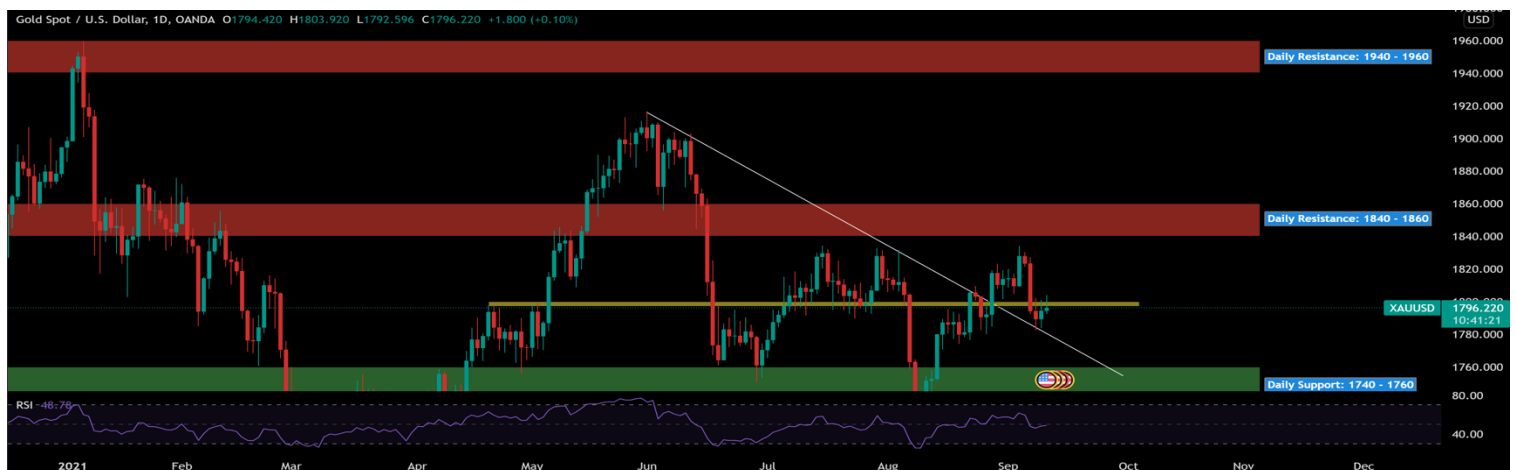 Gold Spot / U.S. Dollar, 1D, OANDA O1794.420 H1803.920 L1792.596 C1796.220 +1.800 (+0.10%)
USD
1960.000
Daily Resistance: 1940 - 1960
1940.000
1920.000
1900.000
1880.000
1860.000
Daily Resistance: 1840 - 1860
1840.000
1820.000
XAUUSD 1796.220
10:41:21
1780.000
1760.000
Daily Support: 1740 - 1760
80.00
RSI 48.78
40.00
2021 Feb Mar Apr May Jun Jul Aug Sep Oct Nov Dec